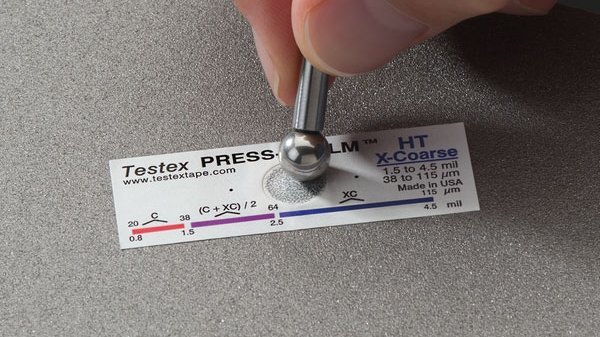 Testex PRESS- LM™
www.testextape.com
HT
X-Coarse
1.5 to 4.5 mil
38 to 115 µm
Made in USA
20 C 38 (C + XC) / 2 64 XC 115 µm
0.8 1.5 2.5 4.5 mil